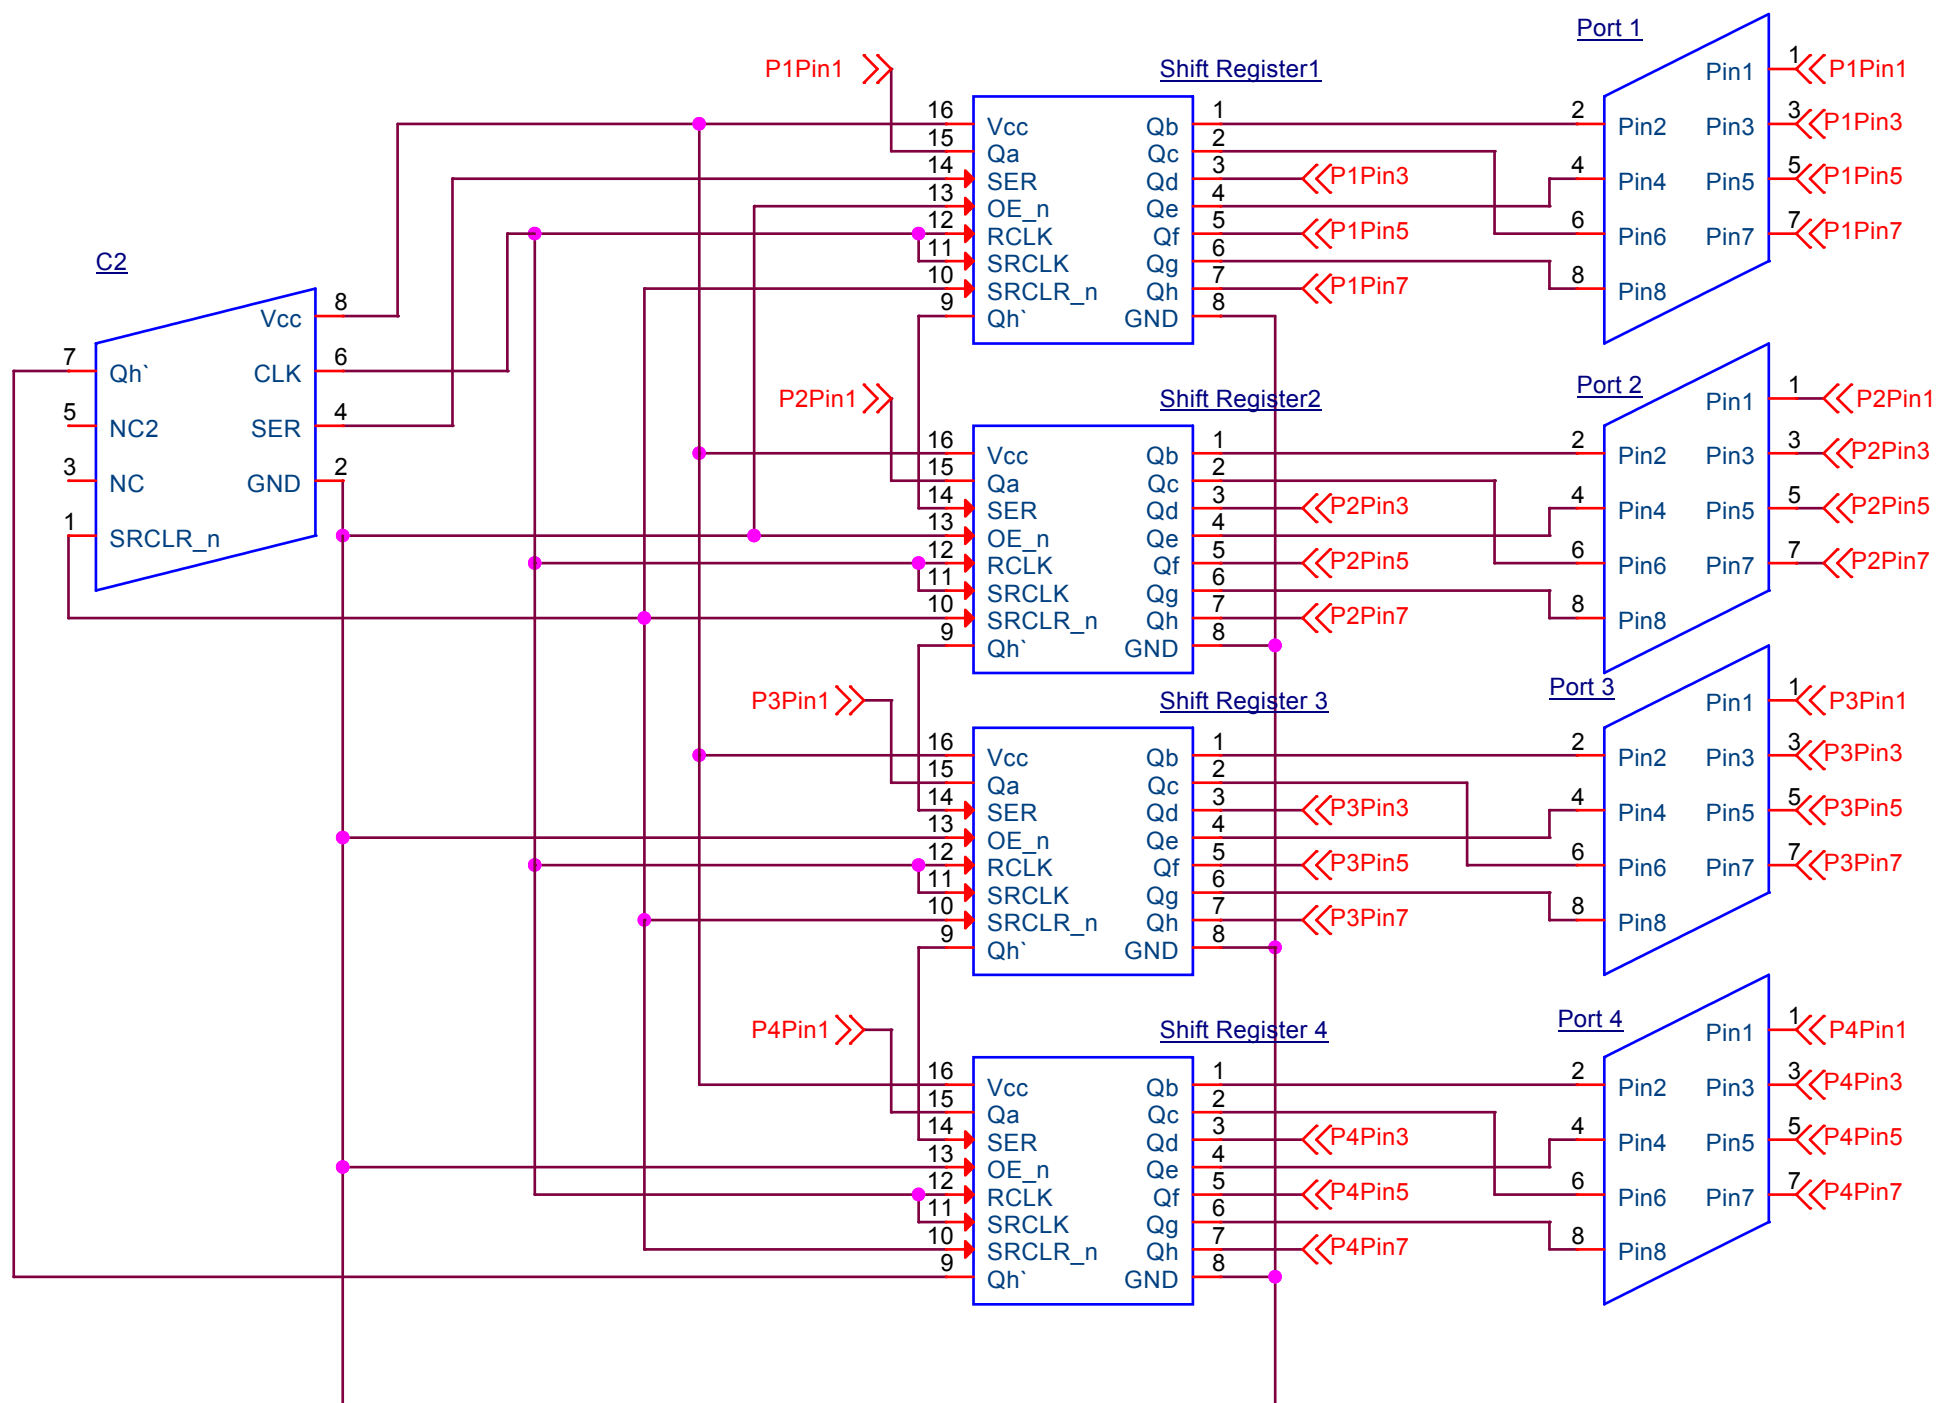 C2
Vcc 8
7 Qh` CLK 6
5 NC2 SER 4
3 NC GND 2
1 SRCLR_n
P1Pin1
Shift Register1
16 Vcc Qb 1
15 Qa Qc 2
14 SER Qd 3 P1Pin3
13 OE_n Qe 4
12 RCLK Qf 5 P1Pin5
11 SRCLK Qg 6
10 SRCLR_n Qh 7 P1Pin7
9 Qh` GND 8
Port 1
Pin1 1 P1Pin1
2 Pin2 Pin3 3 P1Pin3
4 Pin4 Pin5 5 P1Pin5
6 Pin6 Pin7 7 P1Pin7
8 Pin8
P2Pin1
Shift Register2
16 Vcc Qb 1
15 Qa Qc 2
14 SER Qd 3 P2Pin3
13 OE_n Qe 4
12 RCLK Qf 5 P2Pin5
11 SRCLK Qg 6
10 SRCLR_n Qh 7 P2Pin7
9 Qh` GND 8
Port 2
Pin1 1 P2Pin1
2 Pin2 Pin3 3 P2Pin3
4 Pin4 Pin5 5 P2Pin5
6 Pin6 Pin7 7 P2Pin7
8 Pin8
P3Pin1
Shift Register 3
16 Vcc Qb 1
15 Qa Qc 2
14 SER Qd 3 P3Pin3
13 OE_n Qe 4
12 RCLK Qf 5 P3Pin5
11 SRCLK Qg 6
10 SRCLR_n Qh 7 P3Pin7
9 Qh` GND 8
Port 3
Pin1 1 P3Pin1
2 Pin2 Pin3 3 P3Pin3
4 Pin4 Pin5 5 P3Pin5
6 Pin6 Pin7 7 P3Pin7
8 Pin8
P4Pin1
Shift Register 4
16 Vcc Qb 1
15 Qa Qc 2
14 SER Qd 3 P4Pin3
13 OE_n Qe 4
12 RCLK Qf 5 P4Pin5
11 SRCLK Qg 6
10 SRCLR_n Qh 7 P4Pin7
9 Qh` GND 8
Port 4
Pin1 1 P4Pin1
2 Pin2 Pin3 3 P4Pin3
4 Pin4 Pin5 5 P4Pin5
6 Pin6 Pin7 7 P4Pin7
8 Pin8